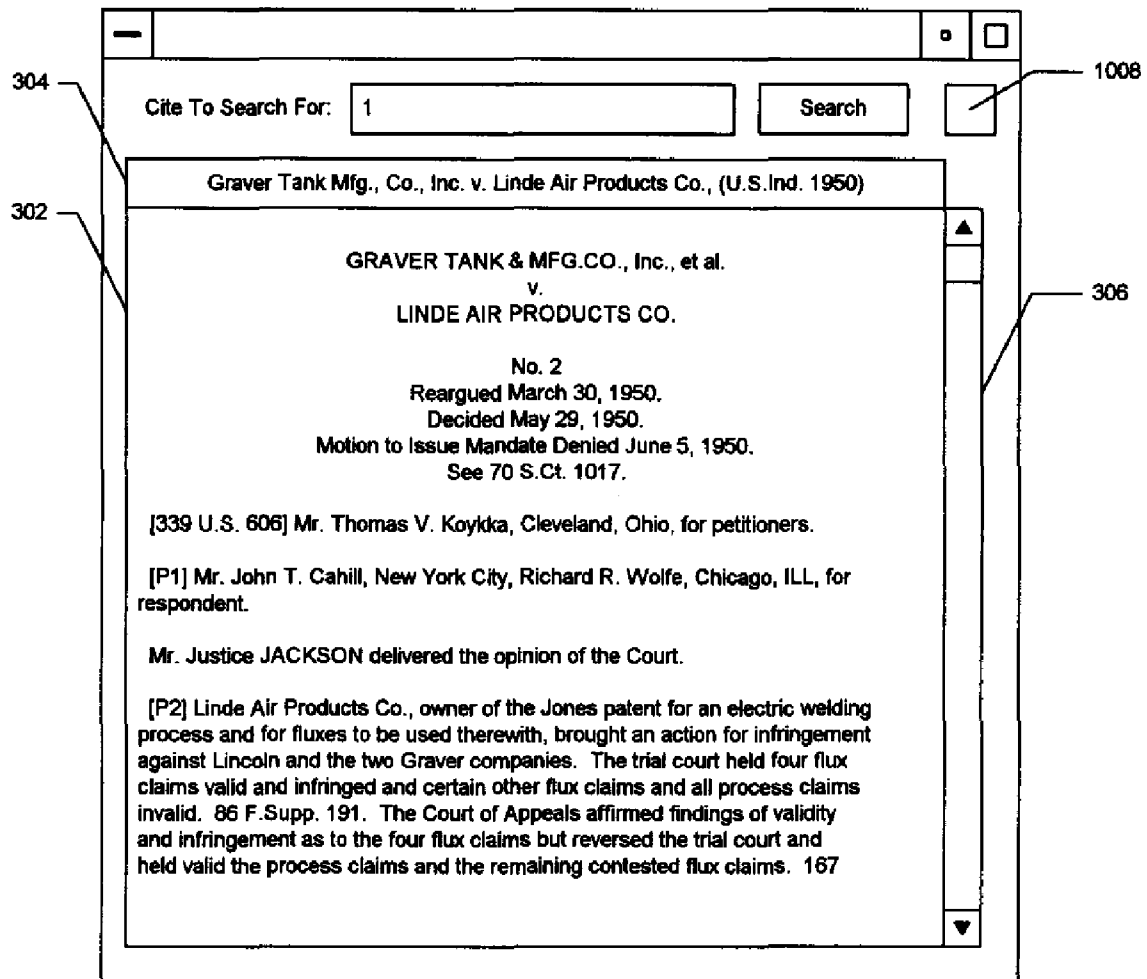 304
1008
Cite To Search For: 1 Search
Graver Tank Mfg., Co., Inc. v. Linde Air Products Co., (U.S.Ind. 1950)
302
GRAVER TANK & MFG.CO., Inc., et al.
v.
306
LINDE AIR PRODUCTS CO.
No. 2
Reargued March 30, 1950.
Decided May 29, 1950.
Motion to Issue Mandate Denied June 5, 1950.
See 70 S.Ct. 1017.
[339 U.S. 606] Mr. Thomas V. Koykka, Cleveland, Ohio, for petitioners.
[P1] Mr. John T. Cahill, New York City, Richard R. Wolfe, Chicago, ILL, for
respondent.
Mr. Justice JACKSON delivered the opinion of the Court.
[P2] Linde Air Products Co., owner of the Jones patent for an electric welding
process and for fluxes to be used therewith, brought an action for infringement
against Lincoln and the two Graver companies. The trial court held four flux
claims valid and infringed and certain other flux claims and all process claims
invalid. 86 F.Supp. 191. The Court of Appeals affirmed findings of validity
and infringement as to the four flux claims but reversed the trial court and
held valid the process claims and the remaining contested flux claims. 167